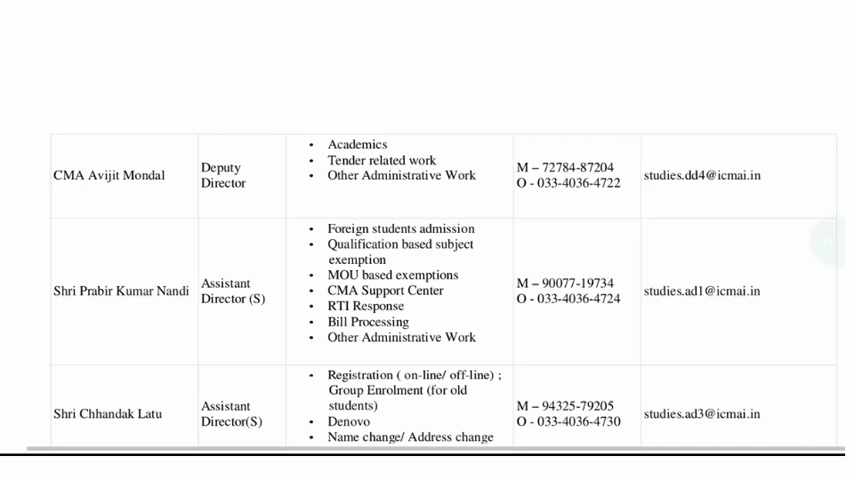 CMA Avijit Mondal
Deputy
Director
• Academics
• Tender related work
• Other Administrative Work
M – 72784-87204
O - 033-4036-4722
studies.dd4@icmai.in
Shri Prabir Kumar Nandi
Assistant
Director (S)
• Foreign students admission
• Qualification based subject
exemption
• MOU based exemptions
• CMA Support Center
• RTI Response
• Bill Processing
• Other Administrative Work
M – 90077-19734
O - 033-4036-4724
studies.ad1@icmai.in
Shri Chhandak Latu
Assistant
Director(S)
• Registration ( on-line/ off-line) ;
Group Enrolment (for old
students)
• Denovo
• Name change/ Address change
M – 94325-79205
O - 033-4036-4730
studies.ad3@icmai.in